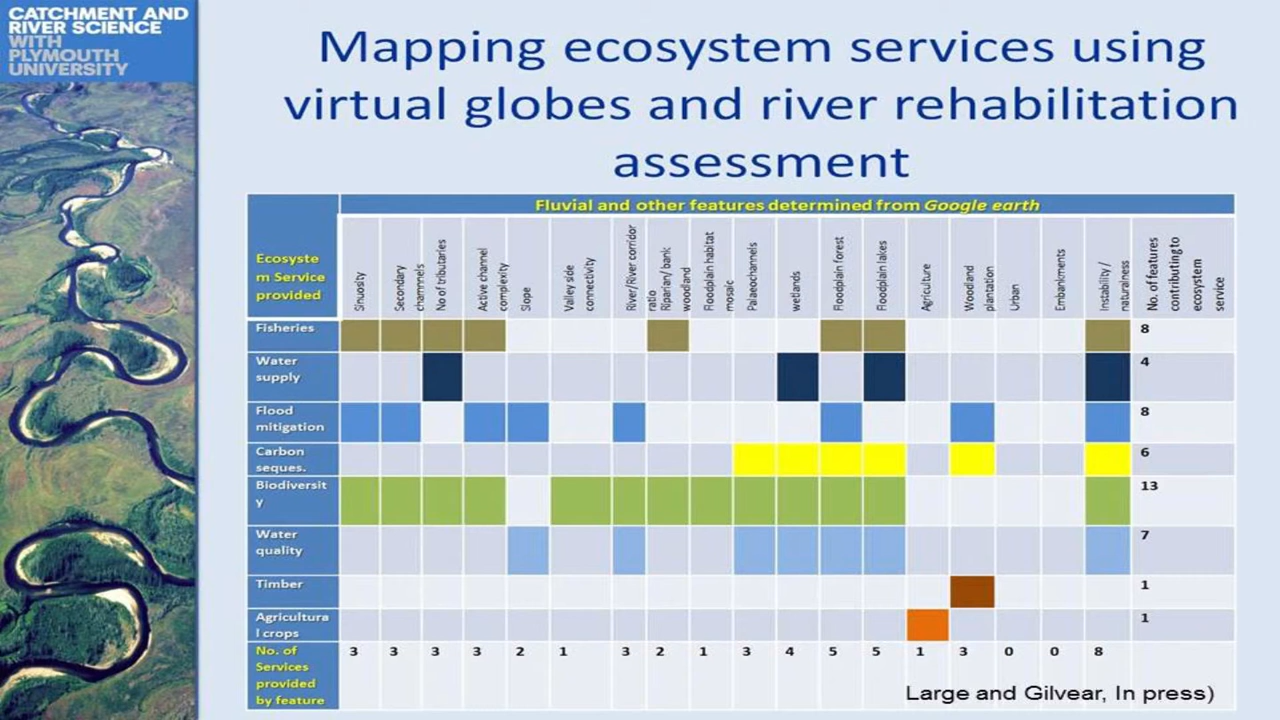 CATCHMENT AND
RIVER SCIENCE
WITH
PLYMOUTH
UNIVERSITY
Mapping ecosystem services using
virtual globes and river rehabilitation
assessment
Fluvial and other features determined from Google earth
Ecosyste
m Service
provided
Sinuosty
Secondary
channnels
No of tributaries
Active channel
complexity
Slope
Valley side
connectivity
River/River corridor
ratio
Riparian/ bank
woodland
Floodplain habitat
mosaic
Palaeochannels
wetlands
Floodplain forest
Floodplain lakes
Agriculture
Woodland
plantation
Urban
Embankments
Instability /
naturalness
No. of features
contributing to
ecosystem
service
Fisheries 8
Water
supply 4
Flood
mitigation 8
Carbon
seques. 6
Biodiversit
y 13
Water
quality 7
Timber 1
Agricultura
l crops 1
No. of
Services
provided
by feature
3 3 3 3 2 1 3 2 1 3 4 5 5 1 3 0 0 8
Large and Gilvear, In press)